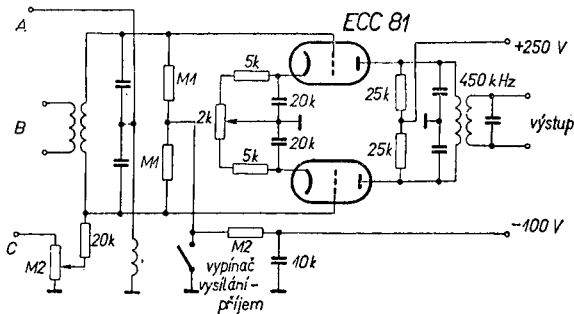 A
ECC 81
+250 V
5k
M1
20k
25k
450 kHz
B
2k
výstup
20k
25k
M1
5k
C
20k
M2
-100 V
M2
vypínač
vysílání-
příjem
10k